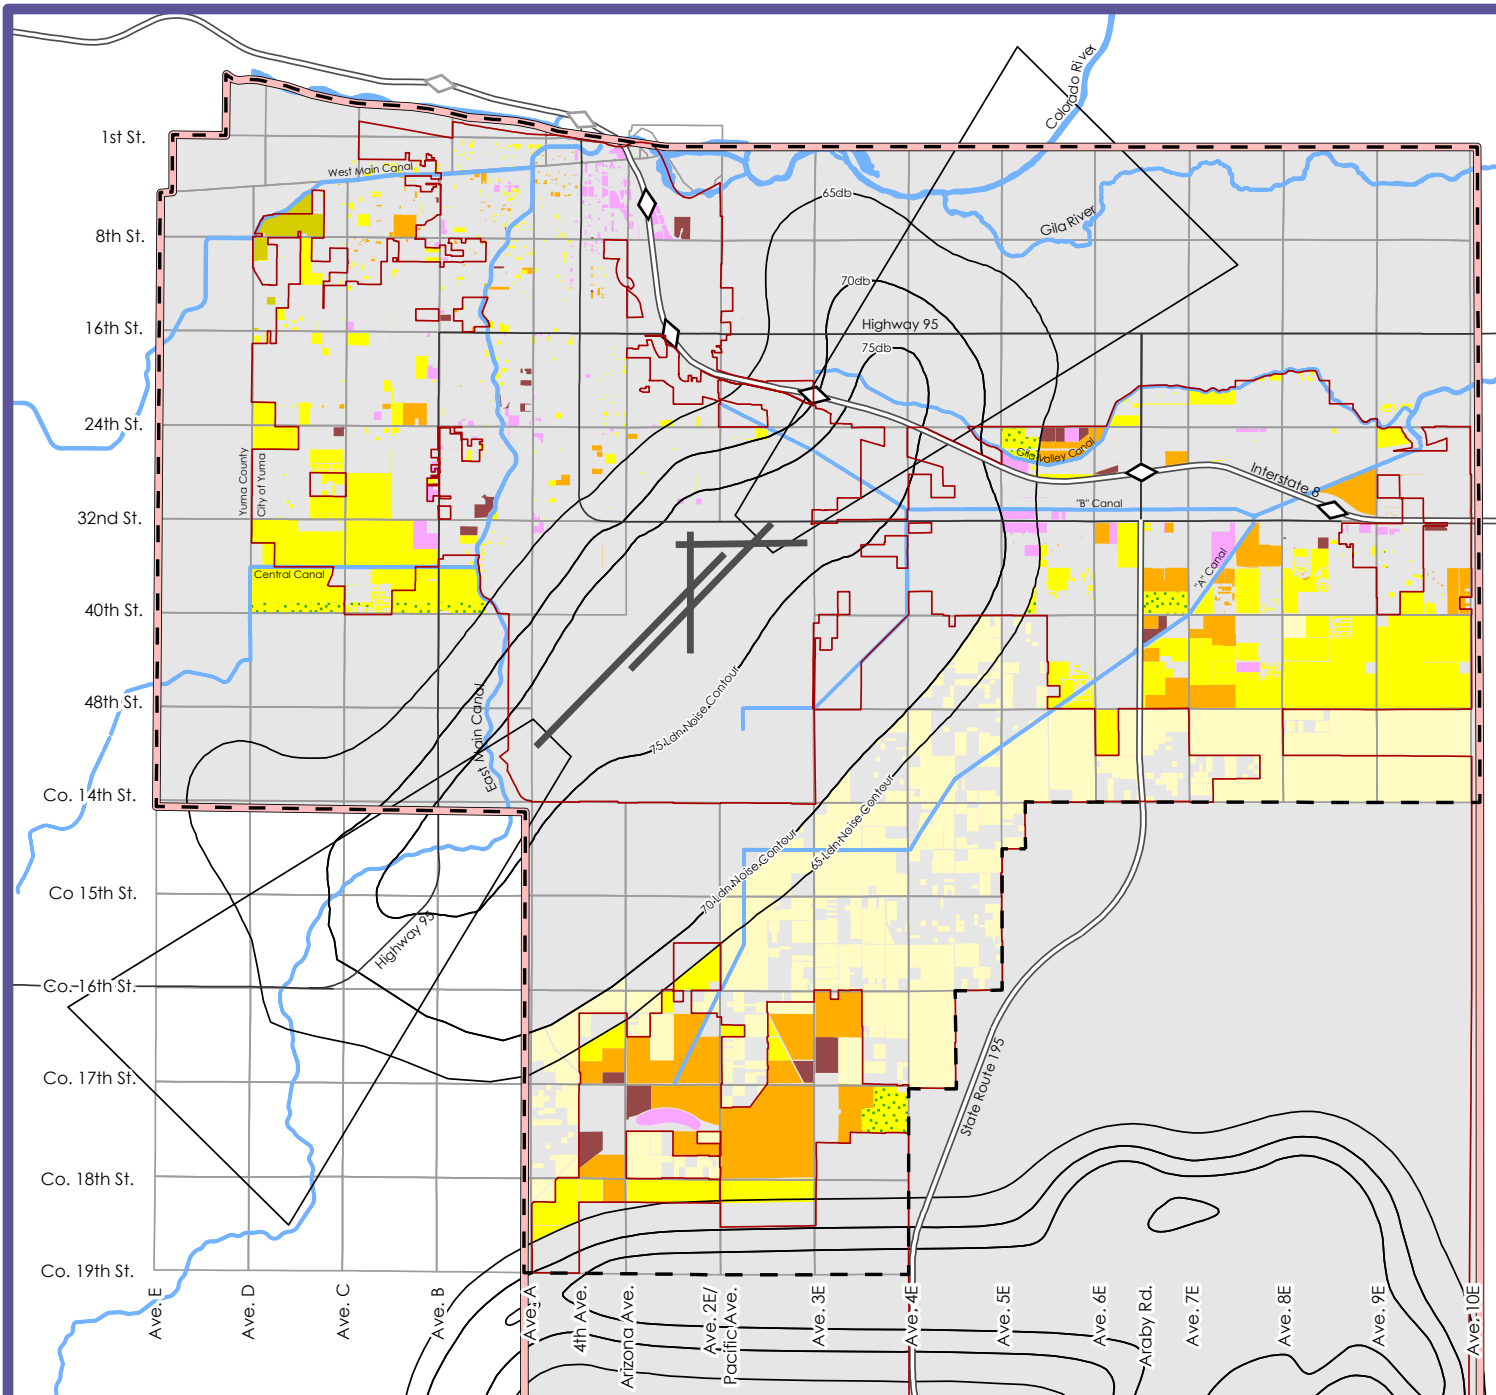 1st St.
8th St.
16th St.
24th St.
32nd St.
40th St.
48th St.
Co. 14th St.
Co 15th St.
Co. 16th St.
Co. 17th St.
Co. 18th St.
Co. 19th St.
West Main Canal
Colorado River
Gila River
65db
70db
Highway 95
75db
Yuma County
City of Yuma
Gila Valley Canal
Interstate 8
"B" Canal
"A" Canal
Central Canal
East Main Canal
75 Ldn Noise Contour
70 Ldn Noise Contour
65 Ldn Noise Contour
Highway 95
State Route 195
Ave. E
Ave. D
Ave. C
Ave. B
Ave. A
4th Ave.
Arizona Ave.
Ave. 2E/
Pacific Ave.
Ave. 3E
Ave. 4E
Ave. 5E
Ave. 6E
Araby Rd.
Ave. 7E
Ave. 8E
Ave. 9E
Ave. 10E